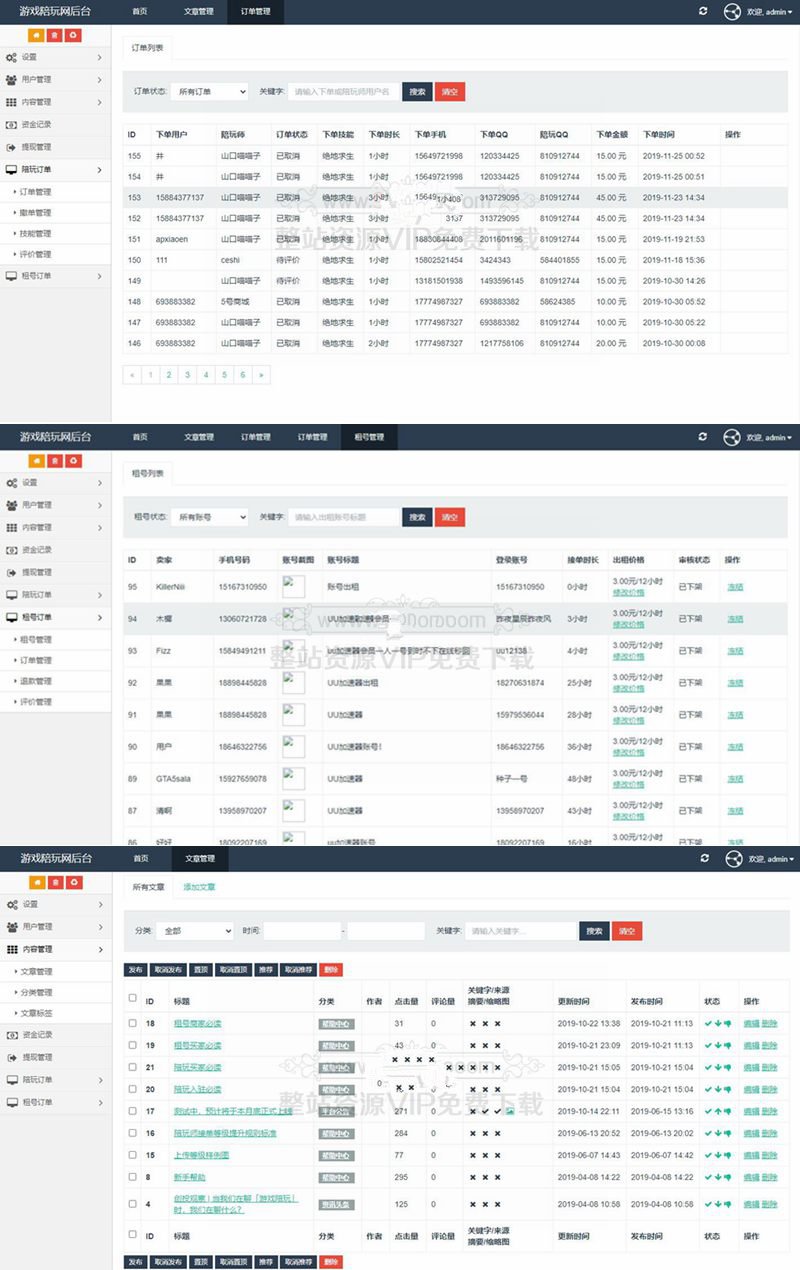 游戏陪玩网后台 首页 文章管理 订单管理 欢迎, admin
设置
用户管理
内容管理
资金记录
提现管理
陪玩订单
订单管理
撤单管理
技能管理
评价管理
租号订单
订单列表
订单状态: 所有订单 关键字: 请输入下单或陪玩师用户名 搜索 清空
ID 下单用户 陪玩师 订单状态 下单技能 下单时长 下单手机 下单QQ 陪玩QQ 下单金额 下单时间 操作
155 井 山口喵喵子 已取消 绝地求生 1小时 15649721998 120334425 810912744 15.00 元 2019-11-25 00:52
154 井 山口喵喵子 已取消 绝地求生 1小时 15649721998 120334425 810912744 15.00 元 2019-11-25 00:51
153 15884377137 山口喵喵子 已取消 绝地求生 3小时 313729095 810912744 45.00 元 2019-11-23 14:34
152 15884377137 山口喵喵子 已取消 绝地求生 3小时 313729095 810912744 45.00 元 2019-11-23 14:34
151 apxiaoen 山口喵喵子 已取消 绝地求生 1小时 18830844408 2011601196 810912744 15.00 元 2019-11-19 21:53
150 111 ceshi 待评价 绝地求生 1小时 15802521454 3424343 584401855 15.00 元 2019-11-18 15:36
149 山口喵喵子 待评价 绝地求生 1小时 13181501938 1493596145 810912744 15.00 元 2019-10-30 14:26
148 693883382 5号商城 已取消 绝地求生 1小时 17774987327 693883382 58624385 10.00 元 2019-10-30 05:52
147 693883382 山口喵喵子 已取消 绝地求生 1小时 17774987327 693883382 810912744 10.00 元 2019-10-30 05:22
146 693883382 山口喵喵子 已取消 绝地求生 2小时 17774987327 1217758106 810912744 20.00 元 2019-10-30 00:08
« 1 2 3 4 5 6 »
整站资源VIP免费下载
游戏陪玩网后台 首页 文章管理 订单管理 订单管理 租号管理 欢迎, admin
设置
用户管理
内容管理
资金记录
提现管理
陪玩订单
租号订单
租号管理
订单管理
退款管理
评价管理
租号列表
租号状态: 所有账号 关键字: 请输入出租账号标题 搜索 清空
ID 卖家 手机号码 账号截图 账号标题 登录账号 接单时长 出租价格 审核状态 操作
95 KillerNili 15167310950 账号出租 15167310950 0小时 3.00元/12小时 修改价格 已下架 冻结
94 木榔 13060721728 UU加速器会员 昨夜星辰昨夜风 3小时 3.00元/12小时 修改价格 已下架 冻结
93 Fizz 15849491211 uu加速器会员一人一号到时不下在线秒回 uu12138 4小时 3.00元/12小时 修改价格 已下架 冻结
92 果果 18898445828 UU加速器出租 18270631874 25小时 3.00元/12小时 修改价格 已下架 冻结
91 果果 18898445828 UU加速器 15979536044 28小时 3.00元/12小时 修改价格 已下架 冻结
90 用户 18646322756 UU加速器账号! 18646322756 36小时 3.00元/12小时 修改价格 已下架 冻结
89 GTA5sala 15927659078 UU加速器 种子一号 48小时 3.00元/12小时 修改价格 已下架 冻结
87 清啊 13958970207 UU加速器 13958970207 43小时 3.00元/12小时 修改价格 已下架 冻结
86 好好 18092207169 uu加速器账号 18092207169 16小时 3.00元/12小时 已下架 冻结
整站资源VIP免费下载
游戏陪玩网后台 首页 文章管理 欢迎, admin
设置
用户管理
内容管理
文章管理
分类管理
文章标签
资金记录
提现管理
陪玩订单
租号订单
所有文章 添加文章
分类: 全部 时间: - 关键字: 请输入关键字... 搜索 清空
发布 取消发布 置顶 取消置顶 推荐 取消推荐 删除
ID 标题 分类 作者 点击量 评论量 关键字/来源 摘要/缩略图 更新时间 发布时间 状态 操作
18 租号商家必读 帮助中心 31 0 2019-10-22 13:38 2019-10-21 11:13 编辑 删除
19 租号买家必读 帮助中心 43 0 2019-10-21 23:09 2019-10-21 11:13 编辑 删除
21 陪玩买家必读 帮助中心 2019-10-21 15:05 2019-10-21 15:04 编辑 删除
20 陪玩入驻必读 帮助中心 2019-10-21 15:04 2019-10-21 15:04 编辑 删除
17 测试中，预计将于本月底正式上线 平台公告 271 0 2019-10-14 22:11 2019-06-15 13:16 编辑 删除
16 陪玩师接单等级提升规则标准 帮助中心 284 0 2019-06-13 20:52 2019-06-13 20:02 编辑 删除
15 上传等级样例图 帮助中心 77 0 2019-06-07 14:43 2019-06-07 14:42 编辑 删除
8 新手帮助 帮助中心 295 0 2019-04-08 14:22 2019-04-08 14:22 编辑 删除
4 创投观察 | 当我们在聊「游戏陪玩」时，我们在聊什么？ 资讯头条 125 0 2019-04-08 10:58 2019-04-08 10:58 编辑 删除
ID 标题 分类 作者 点击量 评论量 关键字/来源 摘要/缩略图 更新时间 发布时间 状态 操作
发布 取消发布 置顶 取消置顶 推荐 取消推荐 删除
整站资源VIP免费下载